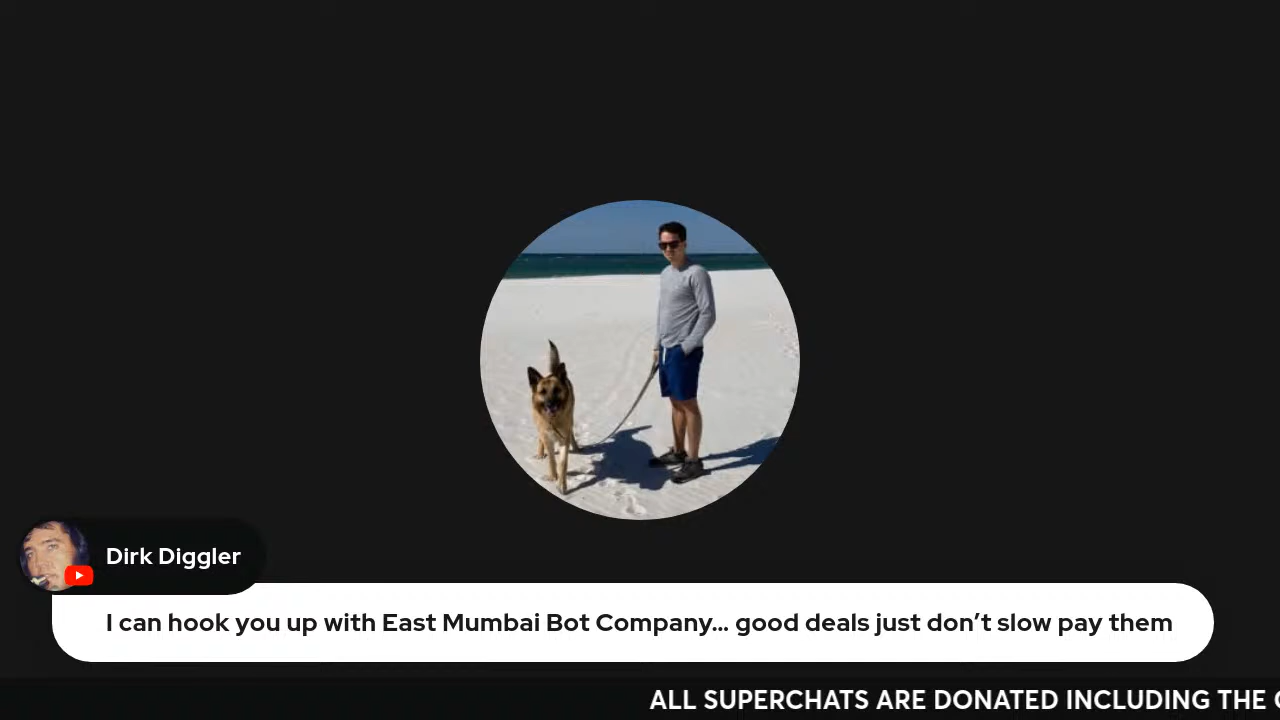 Dirk Diggler
I can hook you up with East Mumbai Bot Company... good deals just don’t slow pay them
ALL SUPERCHATS ARE DONATED INCLUDING THE